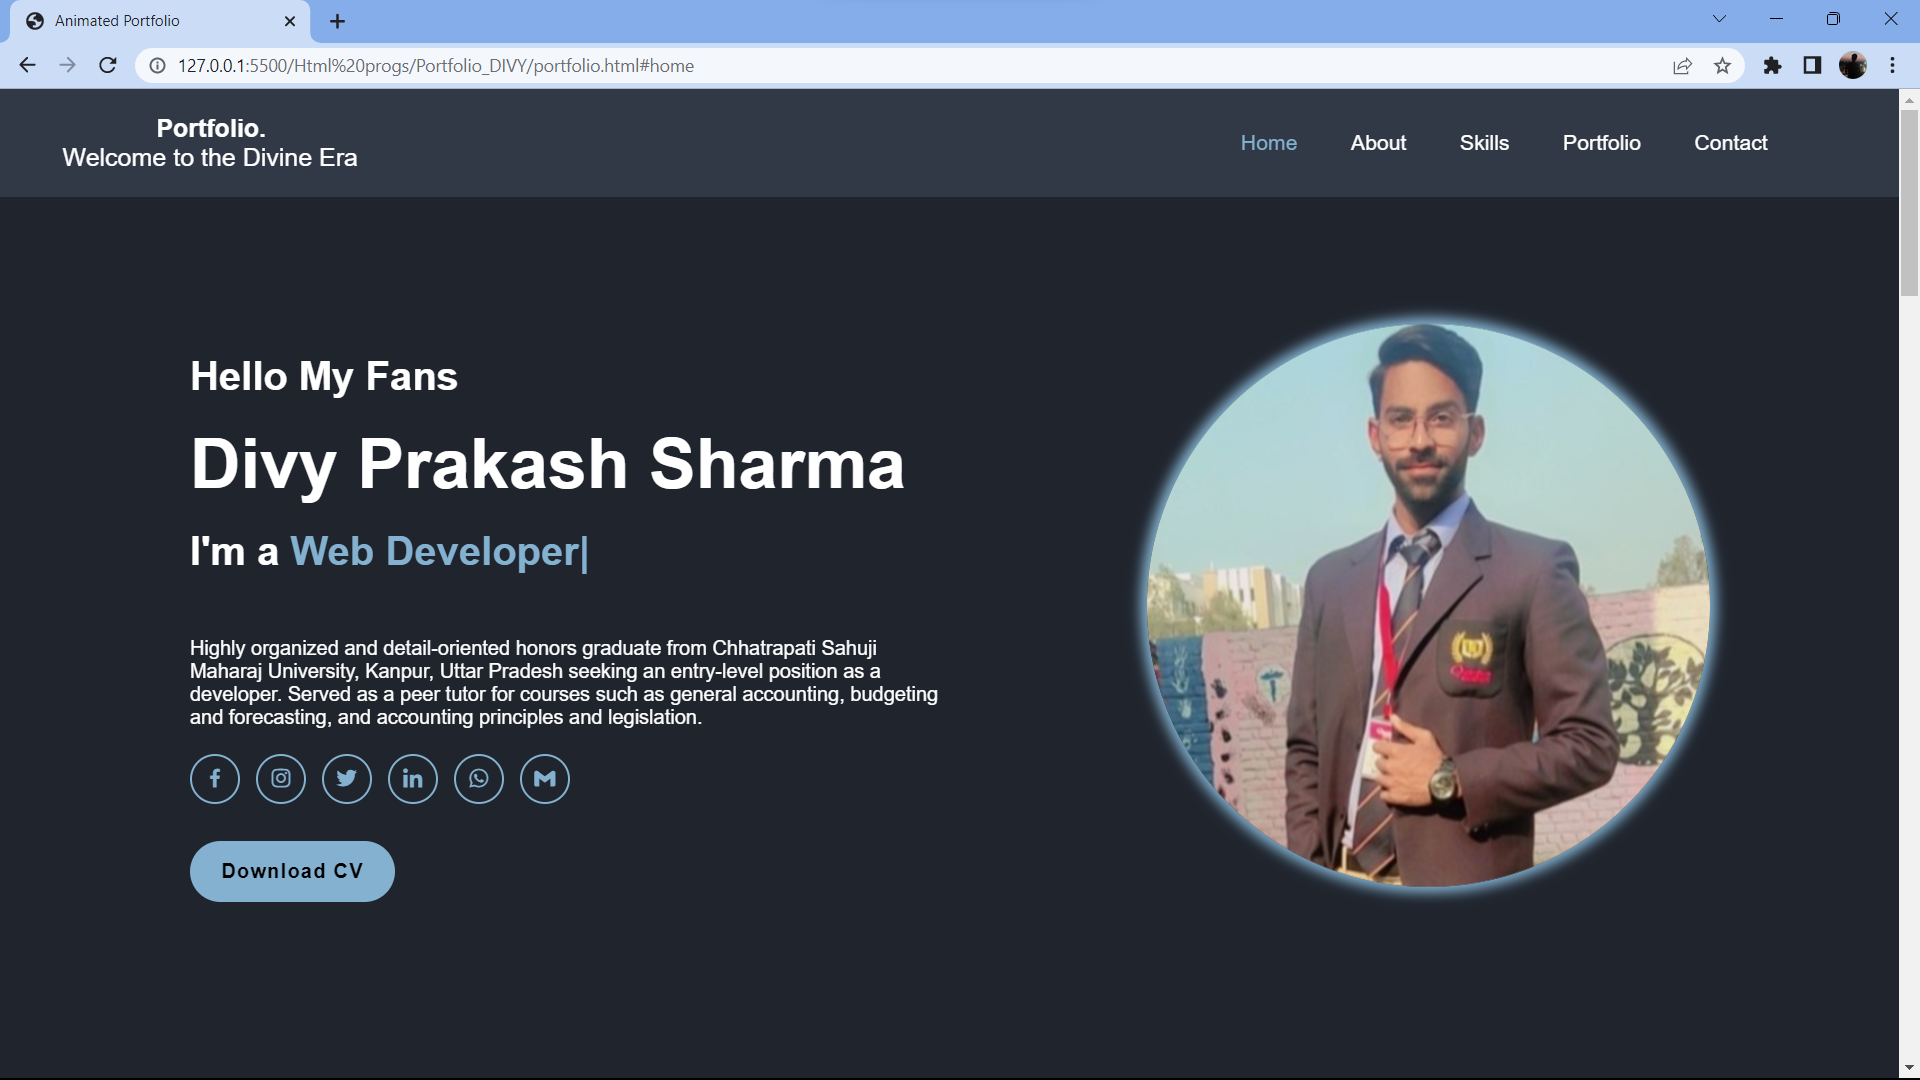 Animated Portfolio
127.0.0.1:5500/Html%20progs/Portfolio_DIVY/portfolio.html#home
Portfolio.
Welcome to the Divine Era
Home About Skills Portfolio Contact
Hello My Fans
Divy Prakash Sharma
I'm a Web Developer|
Highly organized and detail-oriented honors graduate from Chhatrapati Sahuji
Maharaj University, Kanpur, Uttar Pradesh seeking an entry-level position as a
developer. Served as a peer tutor for courses such as general accounting, budgeting
and forecasting, and accounting principles and legislation.
Download CV